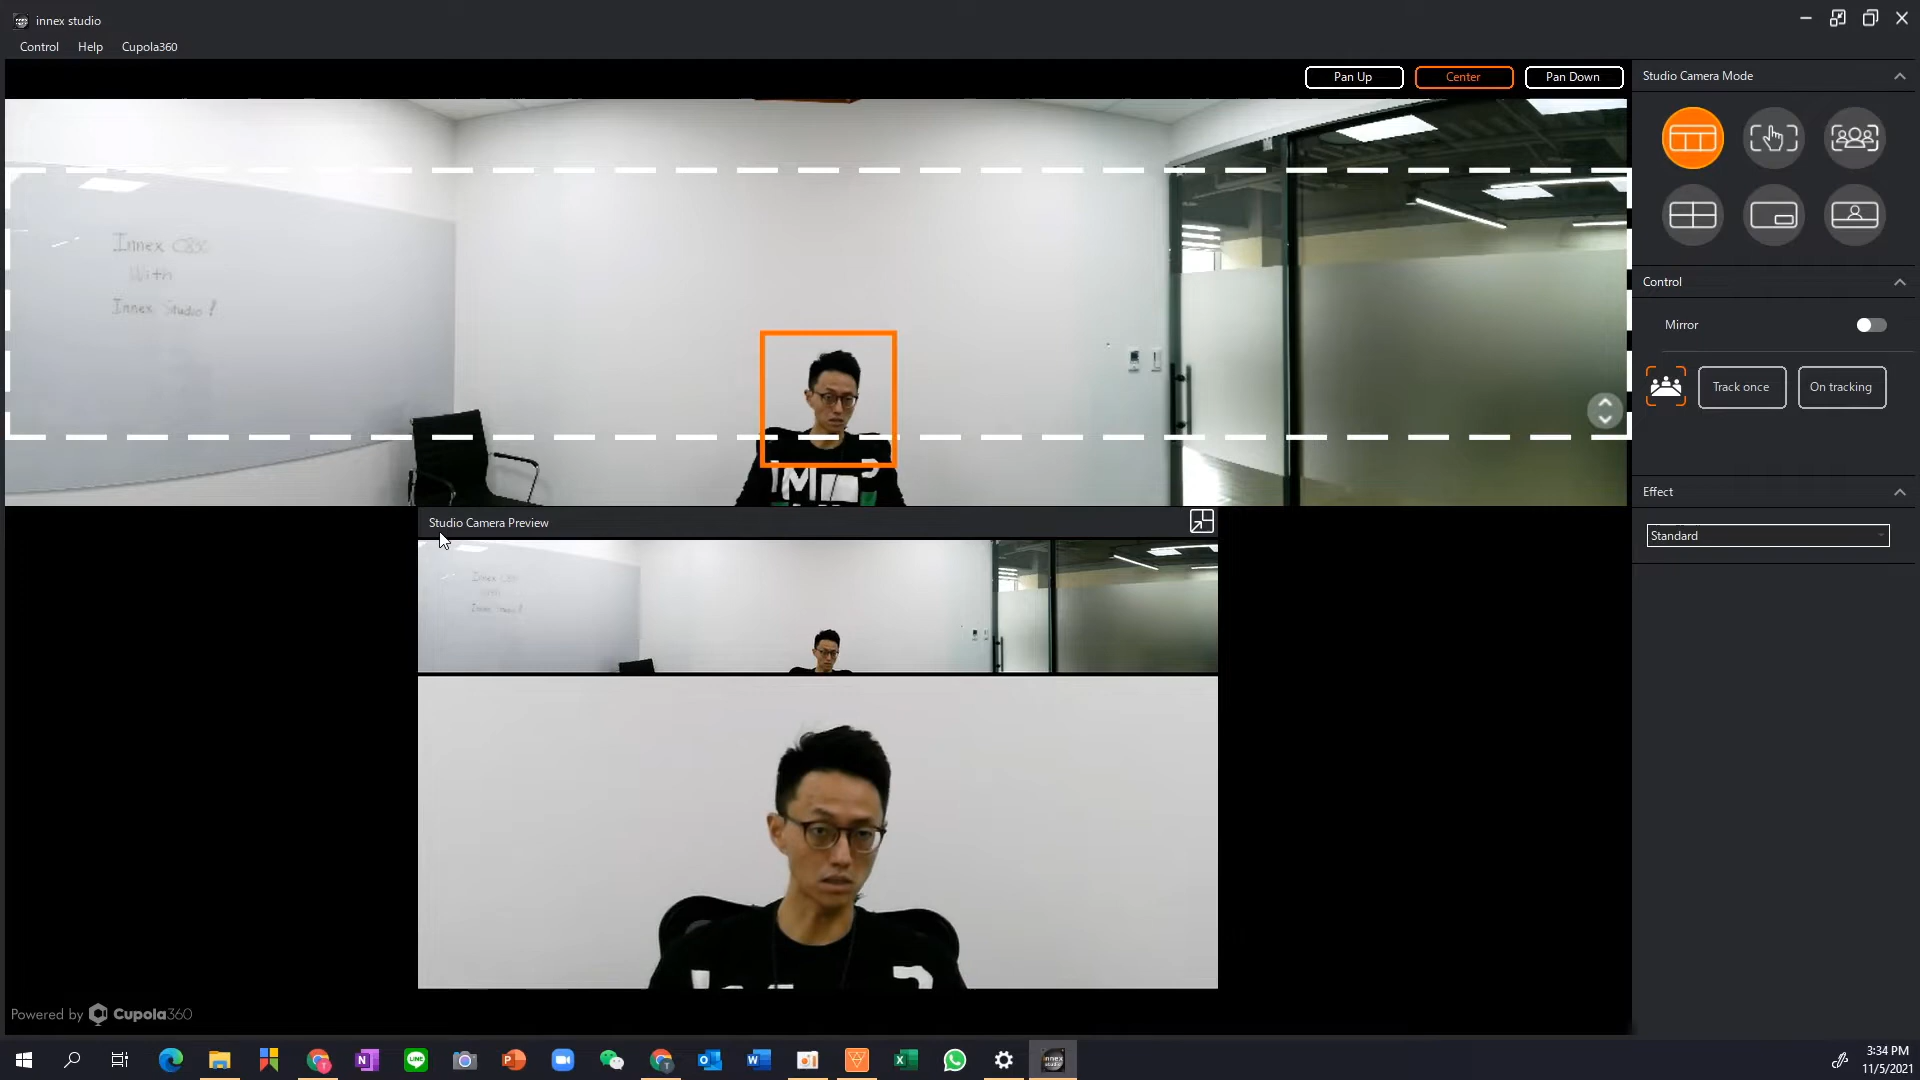 innex studio
Control Help Cupola360
Pan Up Center Pan Down
Studio Camera Mode
Innex C830
With
Innex Studio!
Control
Mirror
Track once On tracking
Effect
Standard
Studio Camera Preview
Powered by Cupola360
3:34 PM
11/5/2021